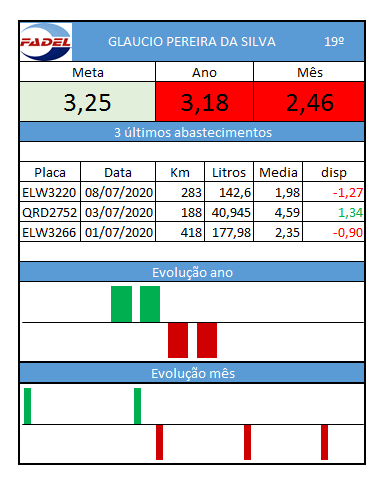 FADEL GLAUCIO PEREIRA DA SILVA 19º
Meta Ano Mês
3,25 3,18 2,46
3 últimos abastecimentos
Placa Data Km Litros Media disp
ELW3220 08/07/2020 283 142,6 1,98 -1,27
QRD2752 03/07/2020 188 40,945 4,59 1,34
ELW3266 01/07/2020 418 177,98 2,35 -0,90
Evolução ano
Evolução mês